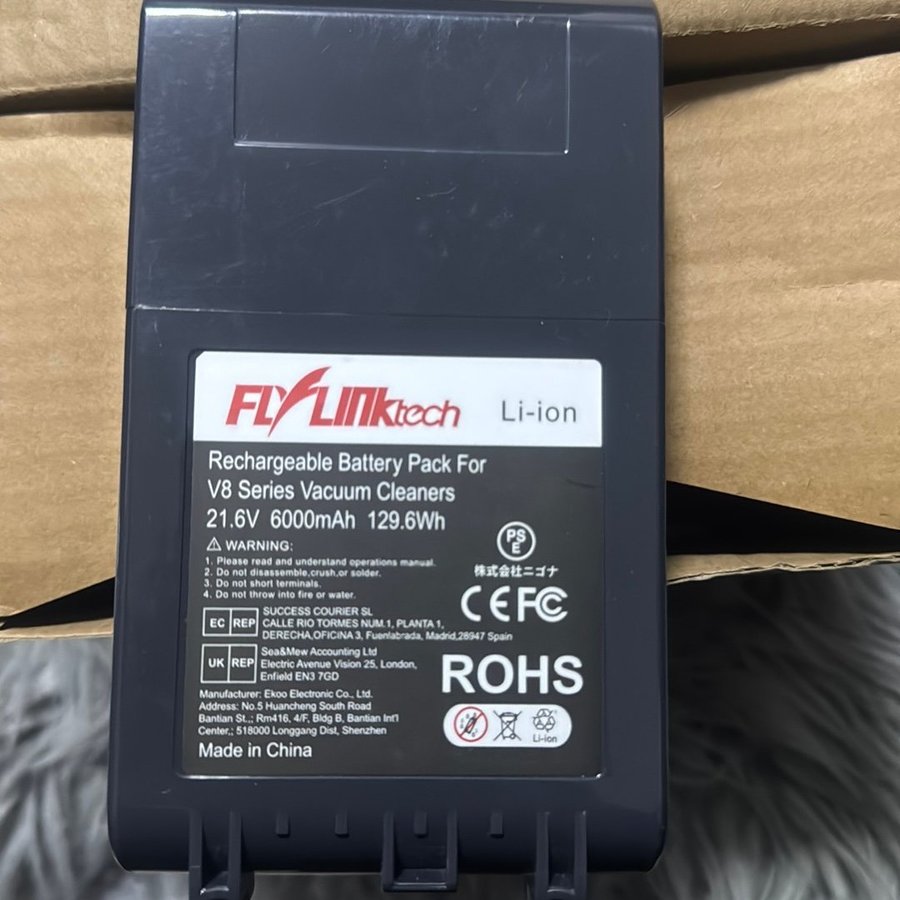 FLYLINKtech
Li-ion
Rechargeable Battery Pack For
V8 Series Vacuum Cleaners
21.6V 6000mAh 129.6Wh
⚠ WARNING:
1. Please read and understand operations manual.
2. Do not disassemble,crush,or solder.
3. Do not short terminals.
4. Do not throw into fire or water.
PS
E
株式会社ニゴナ
CE FC
EC REP
SUCCESS COURIER SL
CALLE RIO TORMES NUM.1, PLANTA 1,
DERECHA,OFICINA 3, Fuenlabrada, Madrid,28947 Spain
UK REP
Sea&Mew Accounting Ltd
Electric Avenue Vision 25, London,
Enfield EN3 7GD
ROHS
Manufacturer: Ekoo Electronic Co., Ltd.
Address: No.5 Huancheng South Road
Bantian St.,; Rm416, 4/F, Bldg B, Bantian Int'l
Center,; 518000 Longgang Dist, Shenzhen
Made in China
Li-ion